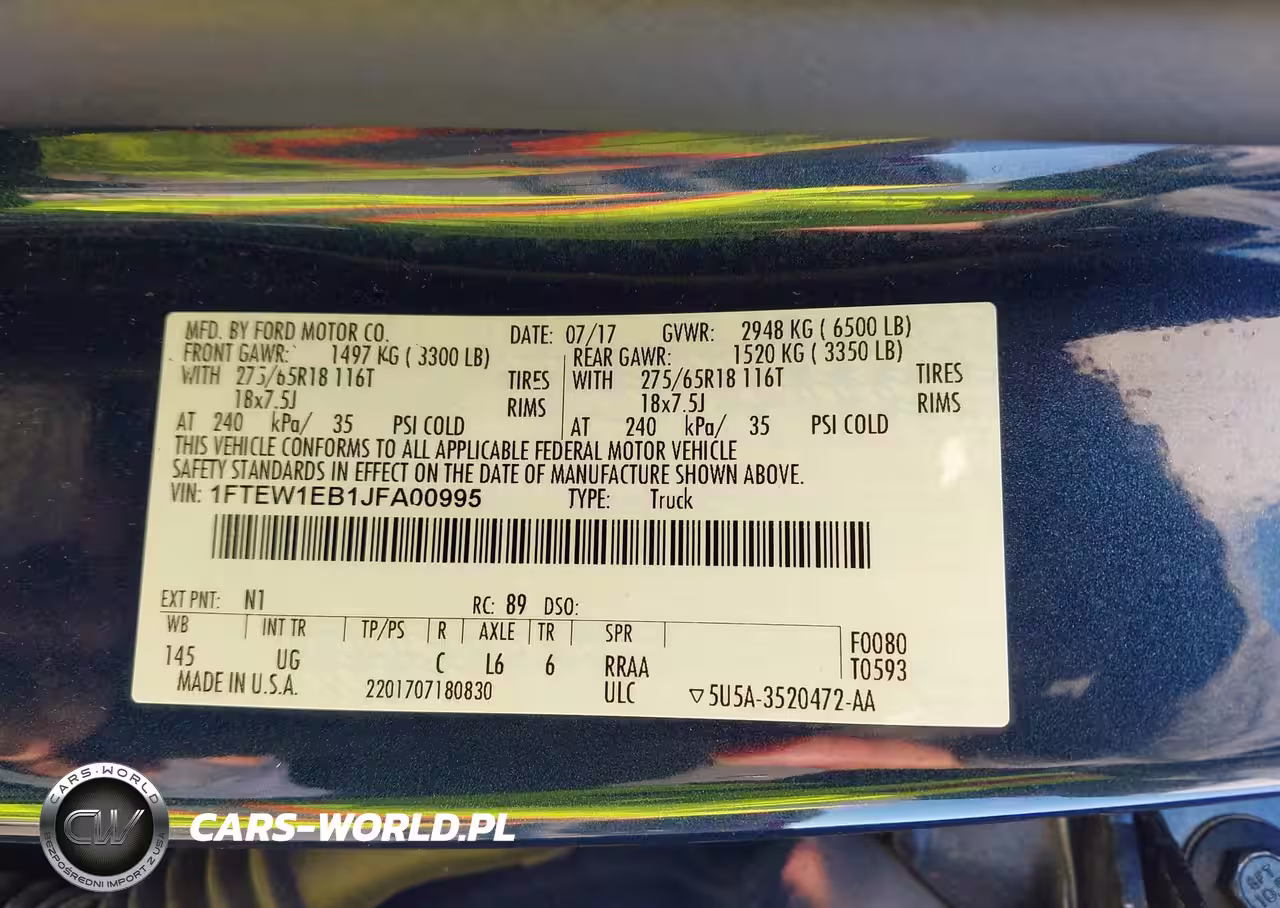 MFD. BY FORD MOTOR CO. DATE: 07/17 GVWR: 2948 KG ( 6500 LB)
FRONT GAWR: 1497 KG ( 3300 LB) REAR GAWR: 1520 KG ( 3350 LB)
WITH 275/65R18 116T TIRES WITH 275/65R18 116T TIRES
18x7.5J RIMS 18x7.5J RIMS
AT 240 kPa/ 35 PSI COLD AT 240 kPa/ 35 PSI COLD
THIS VEHICLE CONFORMS TO ALL APPLICABLE FEDERAL MOTOR VEHICLE
SAFETY STANDARDS IN EFFECT ON THE DATE OF MANUFACTURE SHOWN ABOVE.
VIN: 1FTEW1EB1JFA00995 TYPE: Truck
EXT PNT: N1 RC: 89 DSO:
WB INT TR TP/PS R AXLE TR SPR F0080
145 UG C L6 6 RRAA T0593
MADE IN U.S.A. 2201707180830 ULC ▽5U5A-3520472-AA
CARS-WORLD
CW
BEZPOŚREDNI IMPORT Z USA
CARS-WORLD.PL